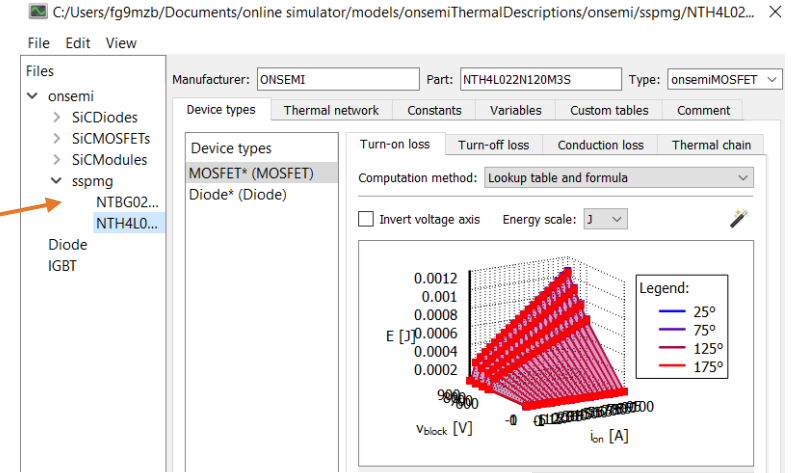 C:/Users/fg9mzb/Documents/online simulator/models/onsemiThermalDescriptions/onsemi/sspmg/NTH4L02...
File Edit View
Files
Manufacturer: ONSEMI Part: NTH4L022N120M3S Type: onsemiMOSFET
onsemi
SiCDiodes
SiCMOSFETs
SiCModules
sspmg
NTBG02...
NTH4L0...
Diode
IGBT
Device types Thermal network Constants Variables Custom tables Comment
Device types
MOSFET* (MOSFET)
Diode* (Diode)
Turn-on loss Turn-off loss Conduction loss Thermal chain
Computation method: Lookup table and formula
Invert voltage axis Energy scale: J
0.0012
0.001
0.0008
0.0006
0.0004
0.0002
E [J]
600
v_block [V]
i_on [A]
Legend:
25°
75°
125°
175°